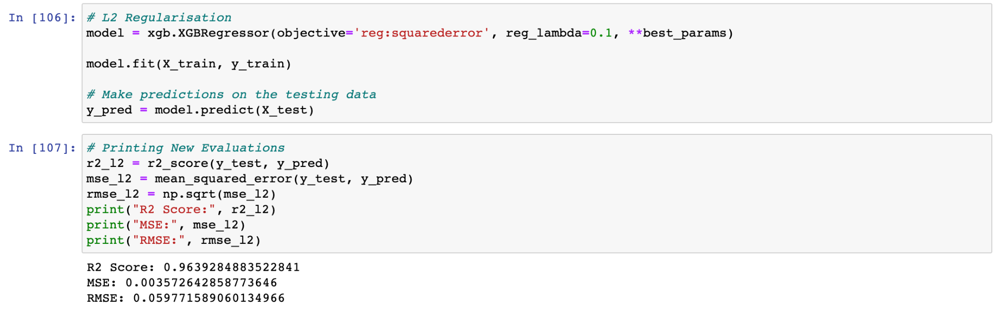 In [106]: # L2 Regularisation
model = xgb.XGBRegressor(objective='reg:squarederror', reg_lambda=0.1, **best_params)
model.fit(X_train, y_train)
# Make predictions on the testing data
y_pred = model.predict(X_test)
In [107]: # Printing New Evaluations
r2_l2 = r2_score(y_test, y_pred)
mse_l2 = mean_squared_error(y_test, y_pred)
rmse_l2 = np.sqrt(mse_l2)
print("R2 Score:", r2_l2)
print("MSE:", mse_l2)
print("RMSE:", rmse_l2)
R2 Score: 0.9639284883522841
MSE: 0.003572642858773646
RMSE: 0.059771589060134966